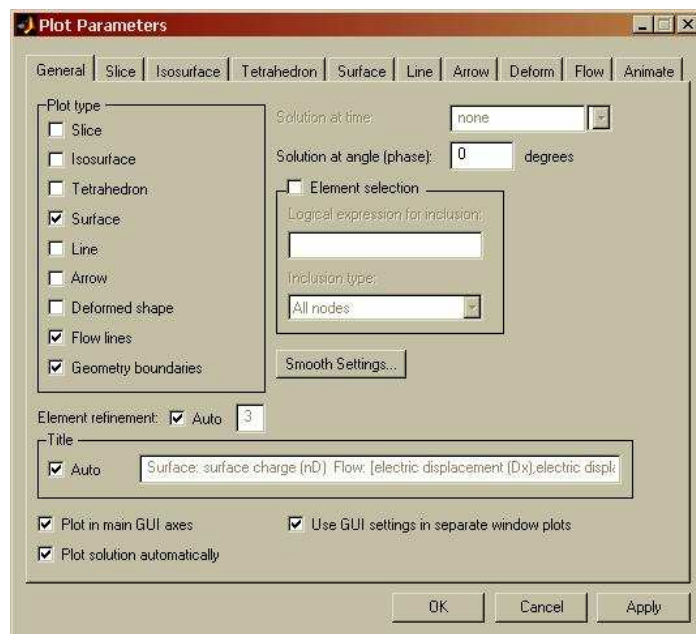 Plot Parameters
General Slice Isosurface Tetrahedron Surface Line Arrow Deform Flow Animate
Plot type
Slice
Isosurface
Tetrahedron
Surface
Line
Arrow
Deformed shape
Flow lines
Geometry boundaries
Solution at time: none
Solution at angle (phase): 0 degrees
Element selection
Logical expression for inclusion:
Inclusion type:
All nodes
Smooth Settings...
Element refinement: Auto 3
Title
Auto Surface: surface charge (nD) Flow: [electric displacement (Dx),electric displa
Plot in main GUI axes
Use GUI settings in separate window plots
Plot solution automatically
OK Cancel Apply